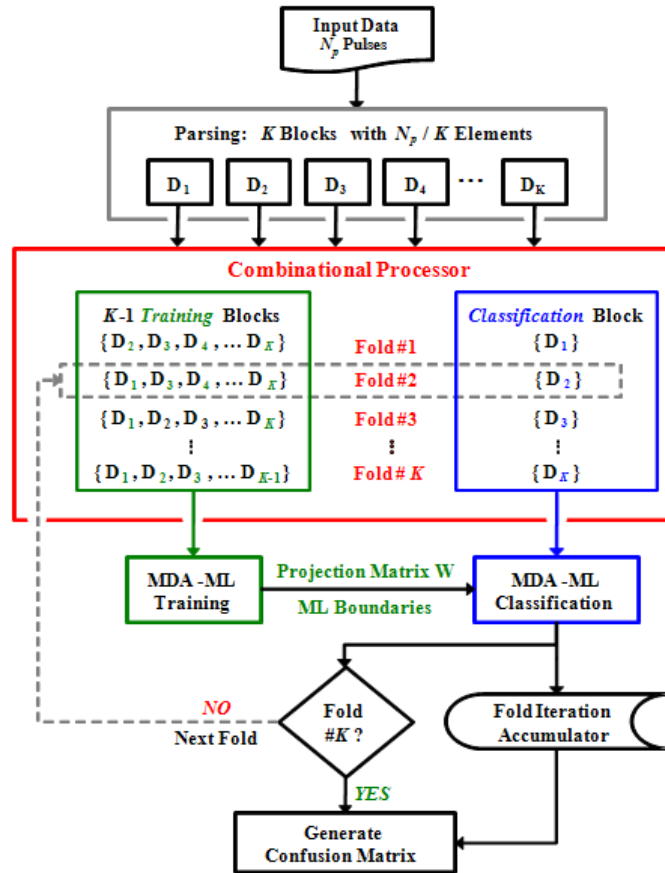 Input Data
N_p Pulses
Parsing: K Blocks with N_p / K Elements
D_1 D_2 D_3 D_4 ... D_K
Combinational Processor
K-1 Training Blocks
Classification Block
{D_2, D_3, D_4, ... D_K} Fold #1 {D_1}
{D_1, D_3, D_4, ... D_K} Fold #2 {D_2}
{D_1, D_2, D_3, ... D_K} Fold #3 {D_3}
⋮ ⋮ ⋮
{D_1, D_2, D_3, ... D_K-1} Fold # K {D_K}
MDA -ML
Training
Projection Matrix W
ML Boundaries
MDA -ML
Classification
NO
Next Fold
Fold
#K ?
Fold Iteration
Accumulator
YES
Generate
Confusion Matrix